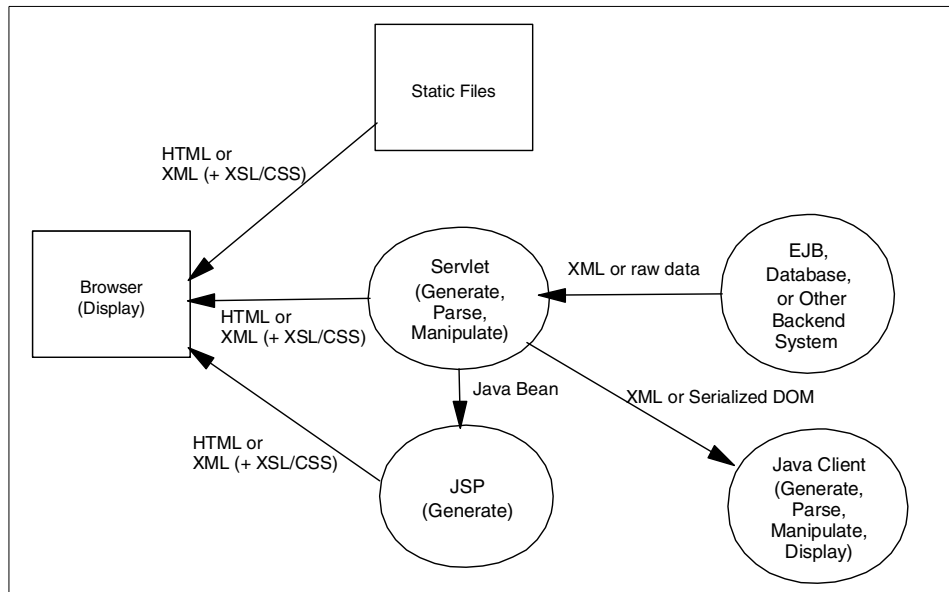 Static Files
HTML or
XML (+ XSL/CSS)
Browser
(Display)
HTML or
XML (+ XSL/CSS)
Servlet
(Generate,
Parse,
Manipulate)
XML or raw data
EJB,
Database,
or Other
Backend
System
Java Bean
XML or Serialized DOM
HTML or
XML (+ XSL/CSS)
JSP
(Generate)
Java Client
(Generate,
Parse,
Manipulate,
Display)